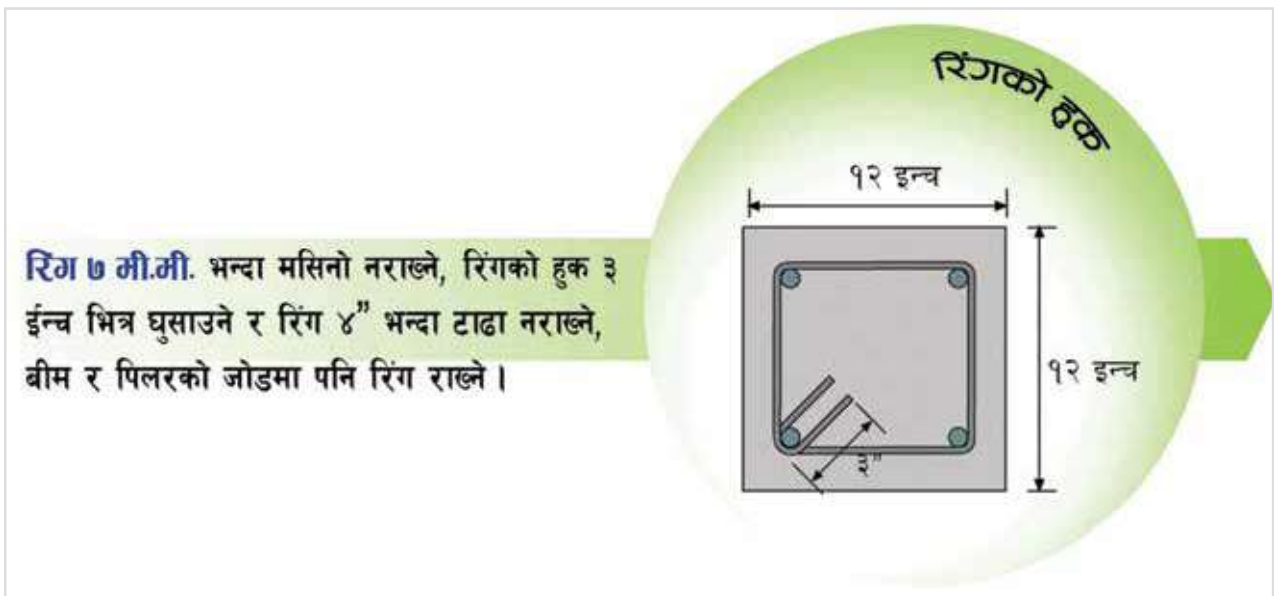 रिंगको हुक
१२ इन्च
रिंग ७ मी.मी. भन्दा मसिनो नराख्ने, रिंगको हुक ३
ईन्च भित्र घुसाउने र रिंग ४” भन्दा टाढा नराख्ने,
बीम र पिलरको जोडमा पनि रिंग राख्ने ।
१२ इन्च
३"